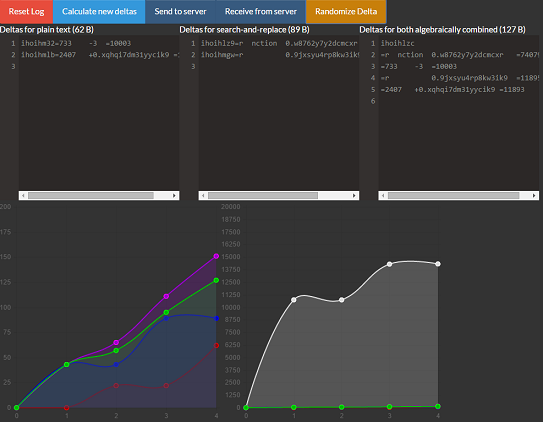 Reset Log Calculate new deltas Send to server Receive from server Randomize Delta
Deltas for plain text (62 B) Deltas for search-and-replace (89 B) Deltas for both algebraically combined (127 B)
1 ihoihm32=733 -3 =10003
2 ihoihmlb=2407 +0.xqhqi7dm31yycik9 =1
3
1 ihoihlz9=r nction 0.w8762y7y2dcmcxr
2 ihoihmgw=r 0.9jxsyu4rp8kw3ik
3
1 ihoihlzc
2 =r nction 0.w8762y7y2dcmcxr =7407
3 =733 -3 =10003
4 =r 0.9jxsyu4rp8kw3ik =1189
5 =2407 +0.xqhqi7dm31yycik9 =11893
6
200
175
150
125
100
75
50
25
0
0 1 2 3 4
20000
18750
17500
16250
15000
13750
12500
11250
10000
8750
7500
6250
5000
3750
2500
1250
0
0 1 2 3 4